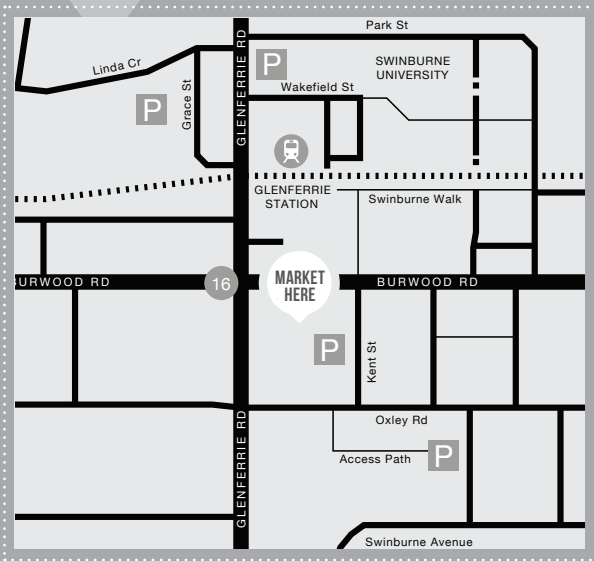 Park St
GLENFERRIE RD
P
SWINBURNE
UNIVERSITY
Linda Cr
Wakefield St
P
Grace St
GLENFERRIE
STATION
Swinburne Walk
BURWOOD RD
16
MARKET
HERE
BURWOOD RD
P
Kent St
GLENFERRIE RD
Oxley Rd
Access Path
P
Swinburne Avenue